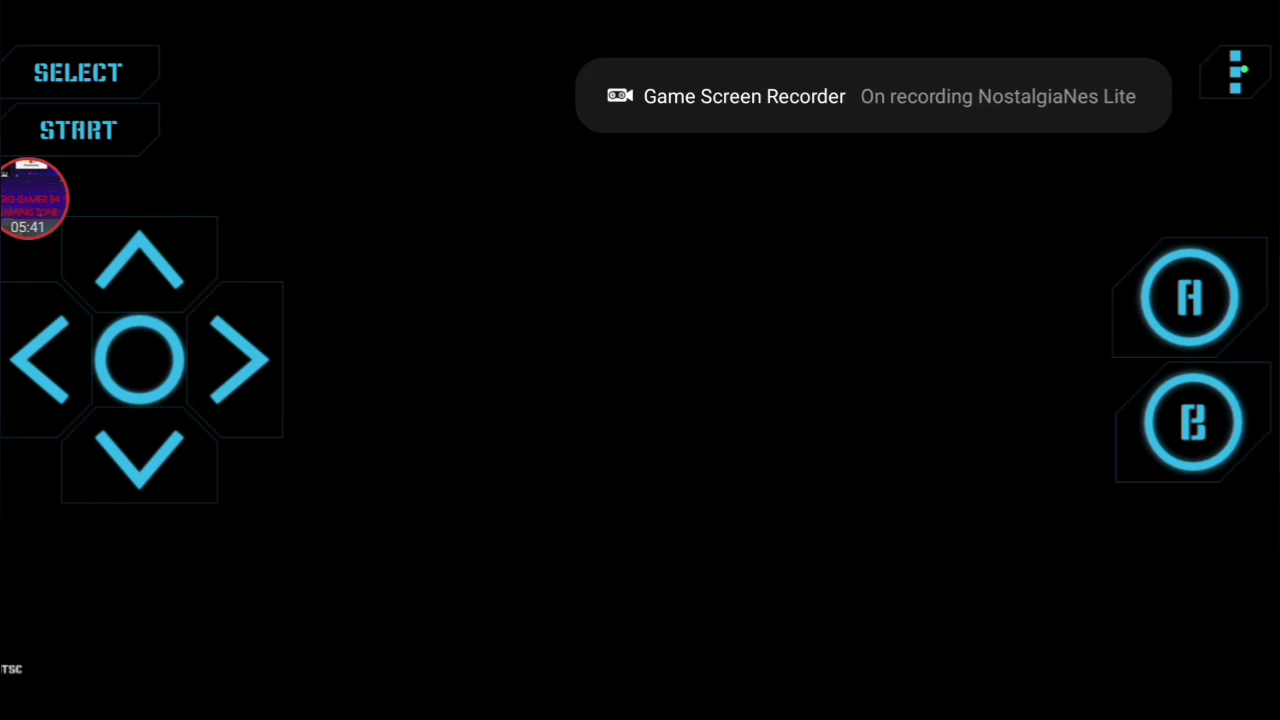 SELECT
Game Screen Recorder On recording NostalgiaNes Lite
START
05:41
A
B
TSC